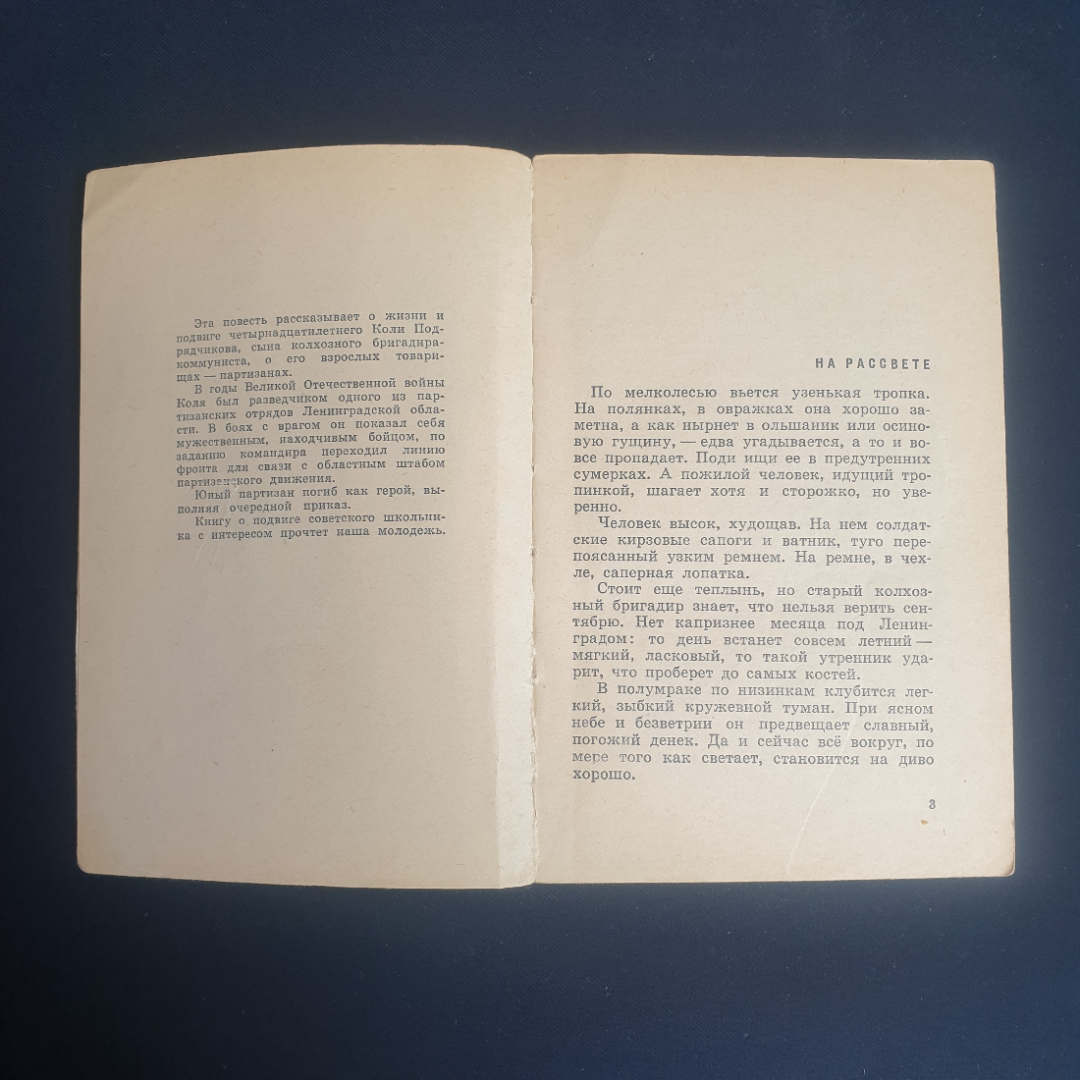 Эта повесть рассказывает о жизни и
подвиге четырнадцатилетнего Коли Под-
рядчикова, сына колхозного бригадира-
коммуниста, о его взрослых товари-
щах — партизанах.
В годы Великой Отечественной войны
Коля был разведчиком одного из пар-
тизанских отрядов Ленинградской обла-
сти. В боях с врагом он показал себя
мужественным, находчивым бойцом, по
заданию командира переходил линию
фронта для связи с областным штабом
партизанского движения.
Юный партизан погиб как герой, вы-
полняя очередной приказ.
Книгу о подвиге советского школьни-
ка с интересом прочтет наша молодежь.
НА РАССВЕТЕ
По мелколесью вьется узенькая тропка.
На полянках, в овражках она хорошо за-
метна, а как нырнет в ольшаник или осино-
вую гущину, — едва угадывается, а то и во-
все пропадает. Поди ищи ее в предутренних
сумерках. А пожилой человек, идущий тро-
пинкой, шагает хотя и сторожко, но уве-
ренно.
Человек высок, худощав. На нем солдат-
ские кирзовые сапоги и ватник, туго пере-
поясанный узким ремнем. На ремне, в чех-
ле, саперная лопатка.
Стоит еще теплынь, но старый колхоз-
ный бригадир знает, что нельзя верить сен-
тябрю. Нет капризнее месяца под Ленин-
градом: то день встанет совсем летний —
мягкий, ласковый, то такой утренник уда-
рит, что проберет до самых костей.
В полумраке по низинкам клубится лег-
кий, зыбкий кружевной туман. При ясном
небе и безветрии он предвещает славный,
погожий денек. Да и сейчас всё вокруг, по
мере того как светает, становится на диво
хорошо.
3